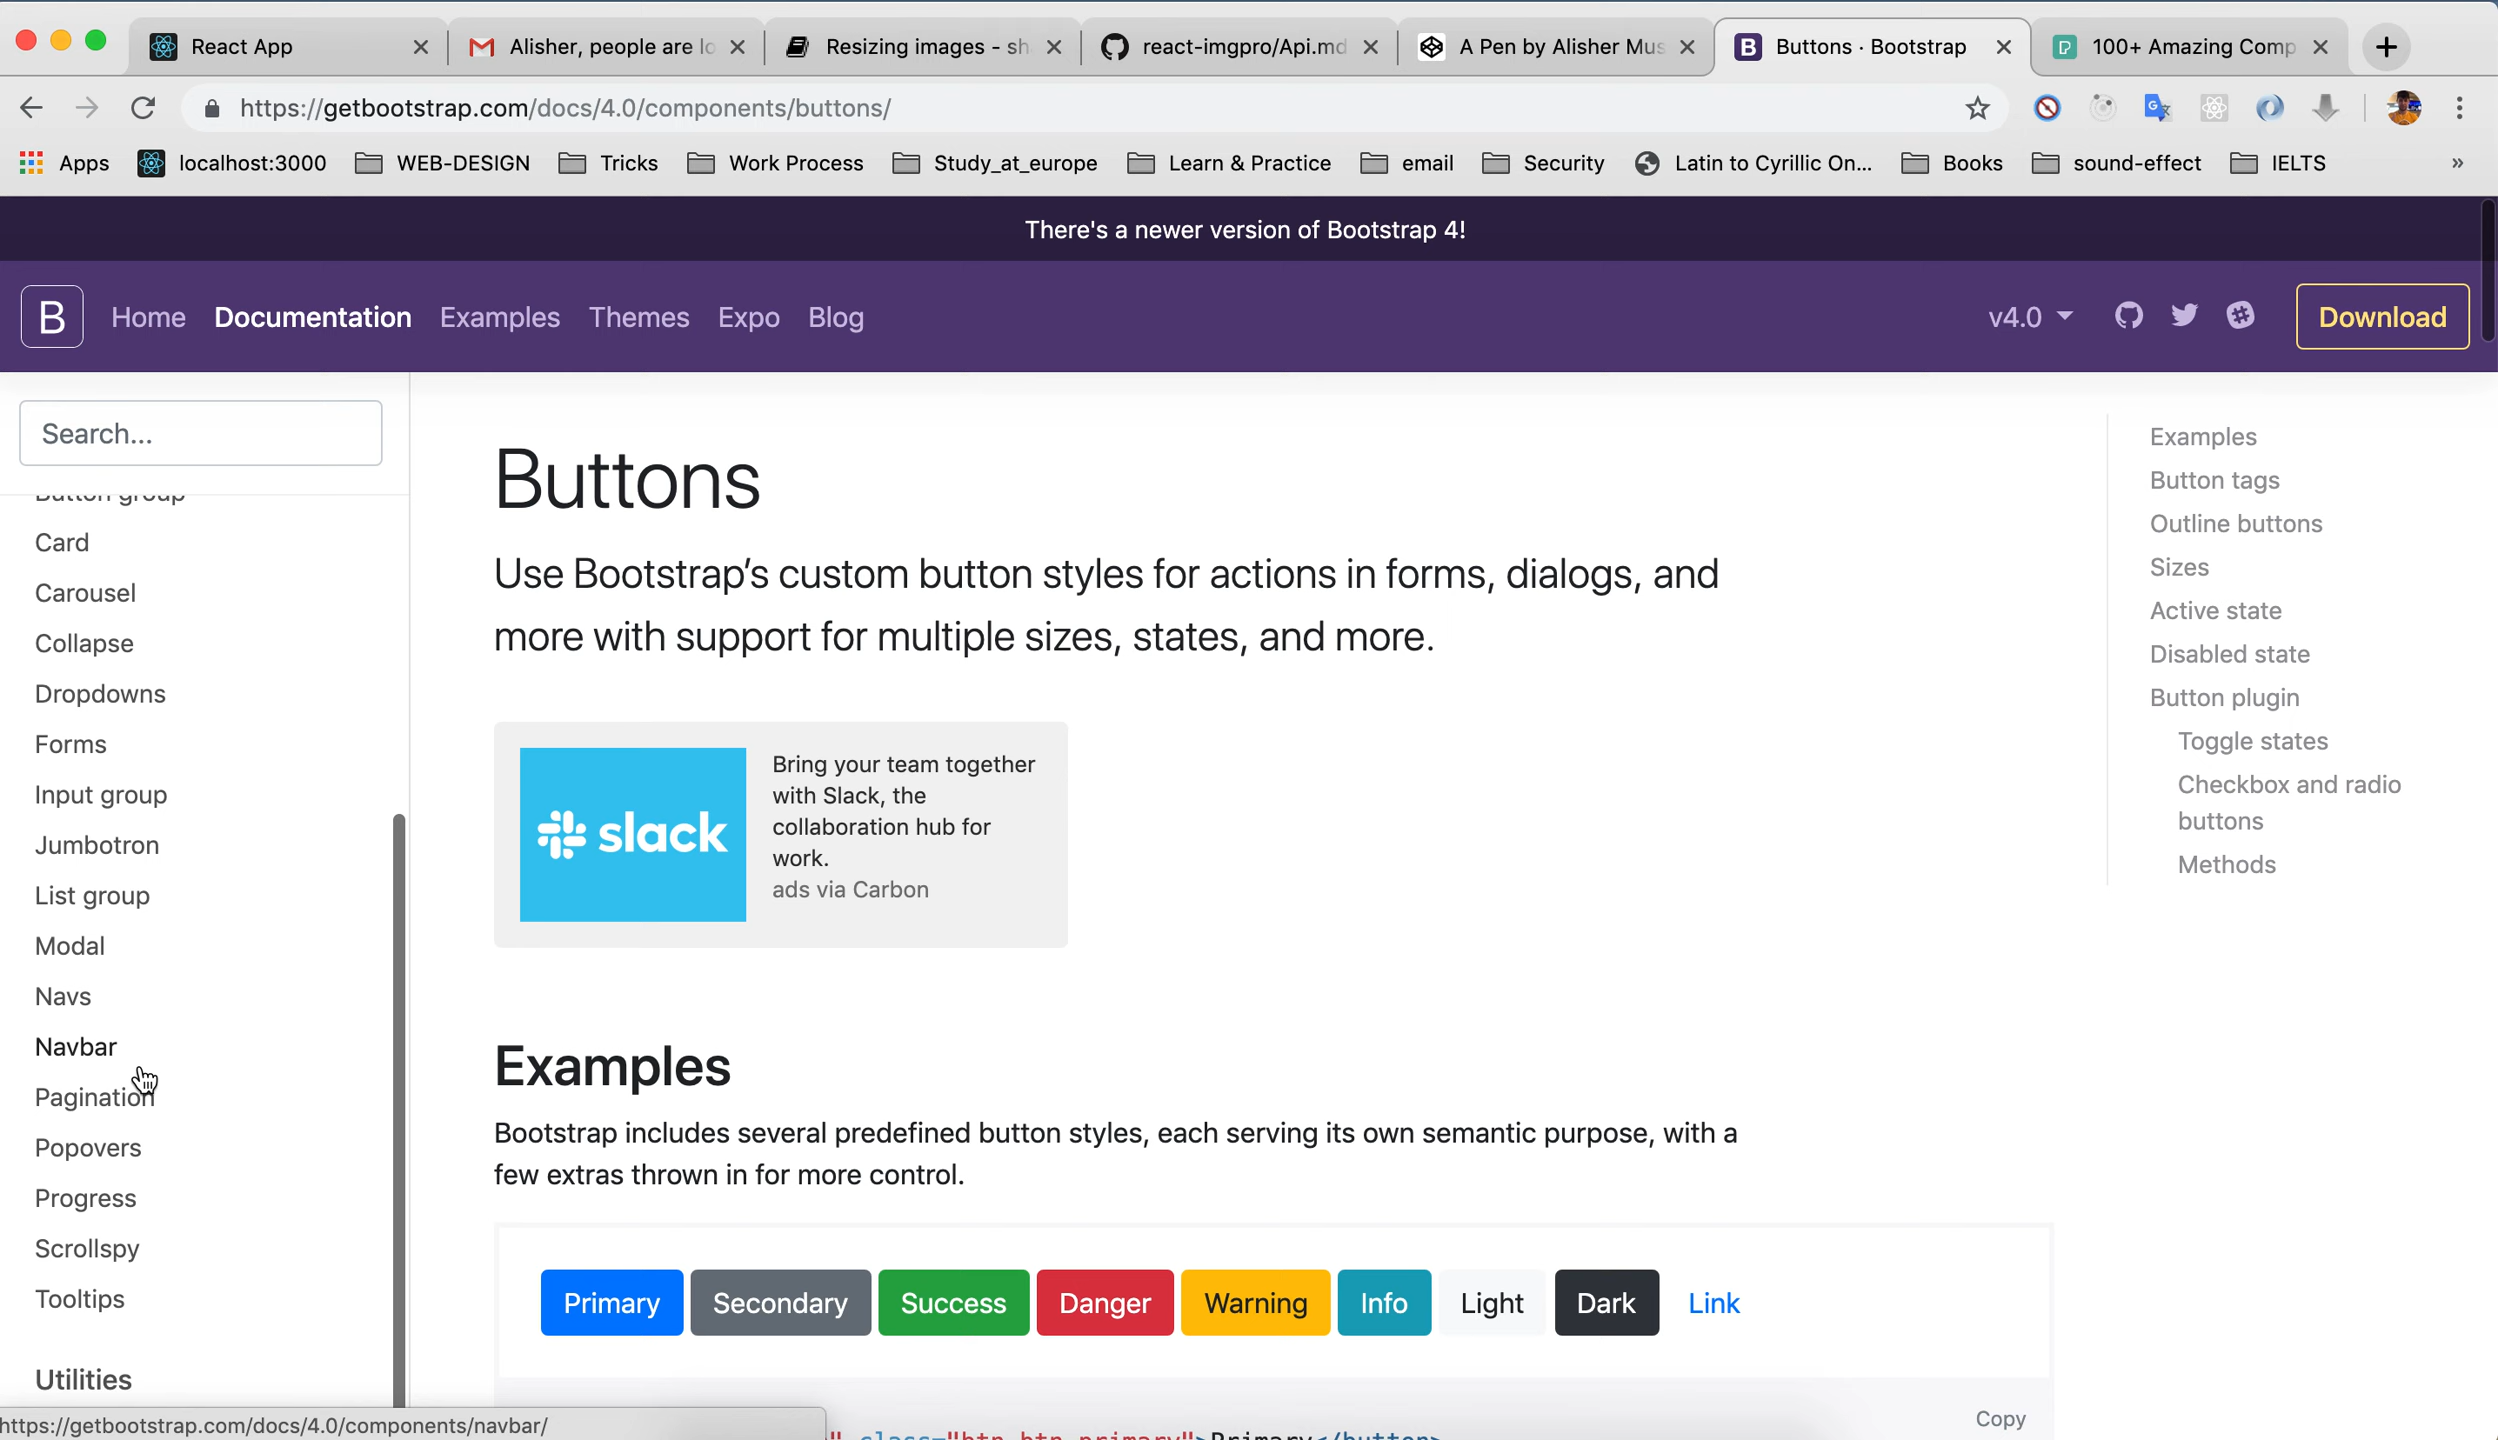 React App
Alisher, people are lo
Resizing images - sh
react-imgpro/Api.md
A Pen by Alisher Mus
B Buttons · Bootstrap
100+ Amazing Comp
https://getbootstrap.com/docs/4.0/components/buttons/
Apps
localhost:3000
WEB-DESIGN
Tricks
Work Process
Study_at_europe
Learn & Practice
email
Security
Latin to Cyrillic On...
Books
sound-effect
IELTS
»
There's a newer version of Bootstrap 4!
B Home Documentation Examples Themes Expo Blog
v4.0
Download
Search...
Button group
Card
Carousel
Collapse
Dropdowns
Forms
Input group
Jumbotron
List group
Modal
Navs
Navbar
Pagination
Popovers
Progress
Scrollspy
Tooltips
Utilities
https://getbootstrap.com/docs/4.0/components/navbar/
Buttons
Use Bootstrap’s custom button styles for actions in forms, dialogs, and
more with support for multiple sizes, states, and more.
slack
Bring your team together
with Slack, the
collaboration hub for
work.
ads via Carbon
Examples
Bootstrap includes several predefined button styles, each serving its own semantic purpose, with a
few extras thrown in for more control.
Primary Secondary Success Danger Warning Info Light Dark Link
Copy
" class="btn btn-primary">Primary</button>
Examples
Button tags
Outline buttons
Sizes
Active state
Disabled state
Button plugin
Toggle states
Checkbox and radio
buttons
Methods